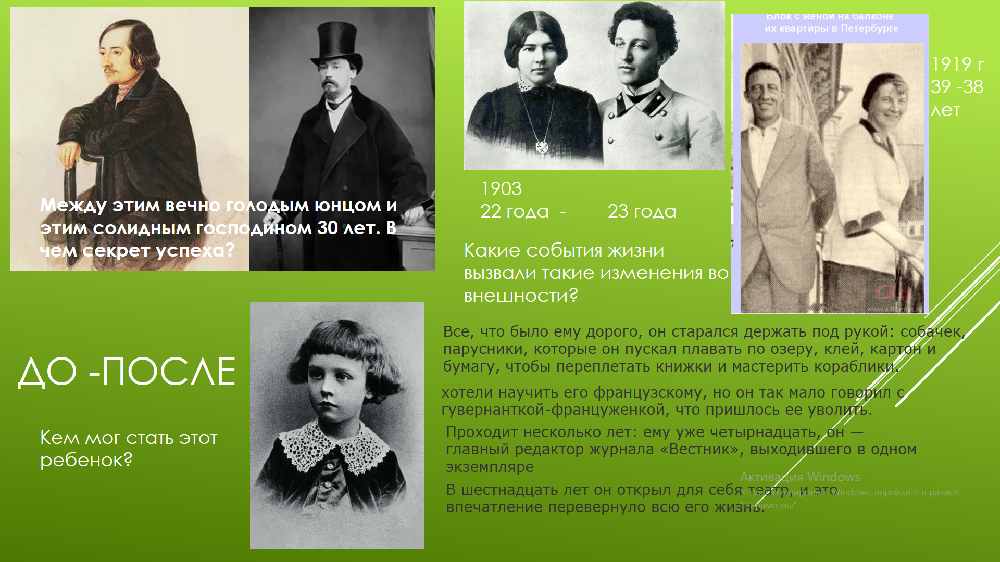 Между этим вечно голодым юнцом и
этим солидным господином 30 лет. В
чем секрет успеха?
Блок с женой на балконе
их квартиры в Петербурге
1919 г
39 -38
лет
1903
22 года - 23 года
Какие события жизни
вызвали такие изменения во
внешности?
ДО -ПОСЛЕ
Кем мог стать этот
ребенок?
Все, что было ему дорого, он старался держать под рукой: собачек,
парусники, которые он пускал плавать по озеру, клей, картон и
бумагу, чтобы переплетать книжки и мастерить кораблики.
хотели научить его французскому, но он так мало говорил с
гувернанткой-француженкой, что пришлось ее уволить.
Проходит несколько лет: ему уже четырнадцать, он —
главный редактор журнала «Вестник», выходившего в одном
экземпляре
В шестнадцать лет он открыл для себя театр, и это
впечатление перевернуло всю его жизнь.
Активация Windows
Чтобы активировать Windows, перейдите в раздел
"Параметры".